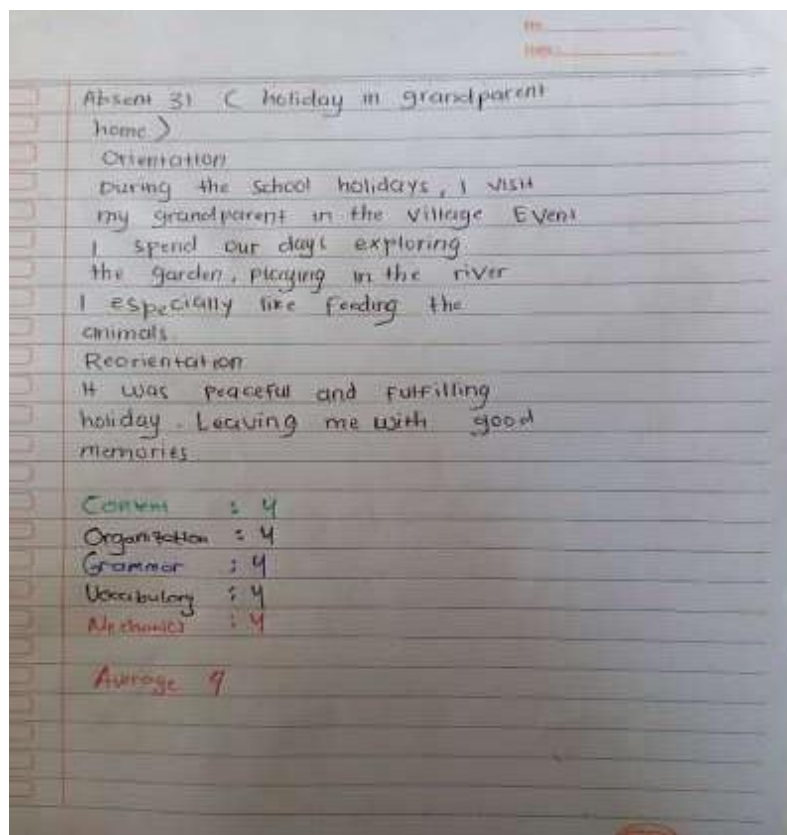 Absent 31 ( holiday in grandparent
home )
Orientation
During the school holidays, I visit
my grandparent in the village Event
I spend our days exploring
the garden, playing in the river
I especially like feeding the
animals.
Reorientation
It was peaceful and fulfilling
holiday. Leaving me with good
memories
Content : 4
Organization : 4
Grammar : 4
Vocabulary : 4
Mechanics : 4
Average 4